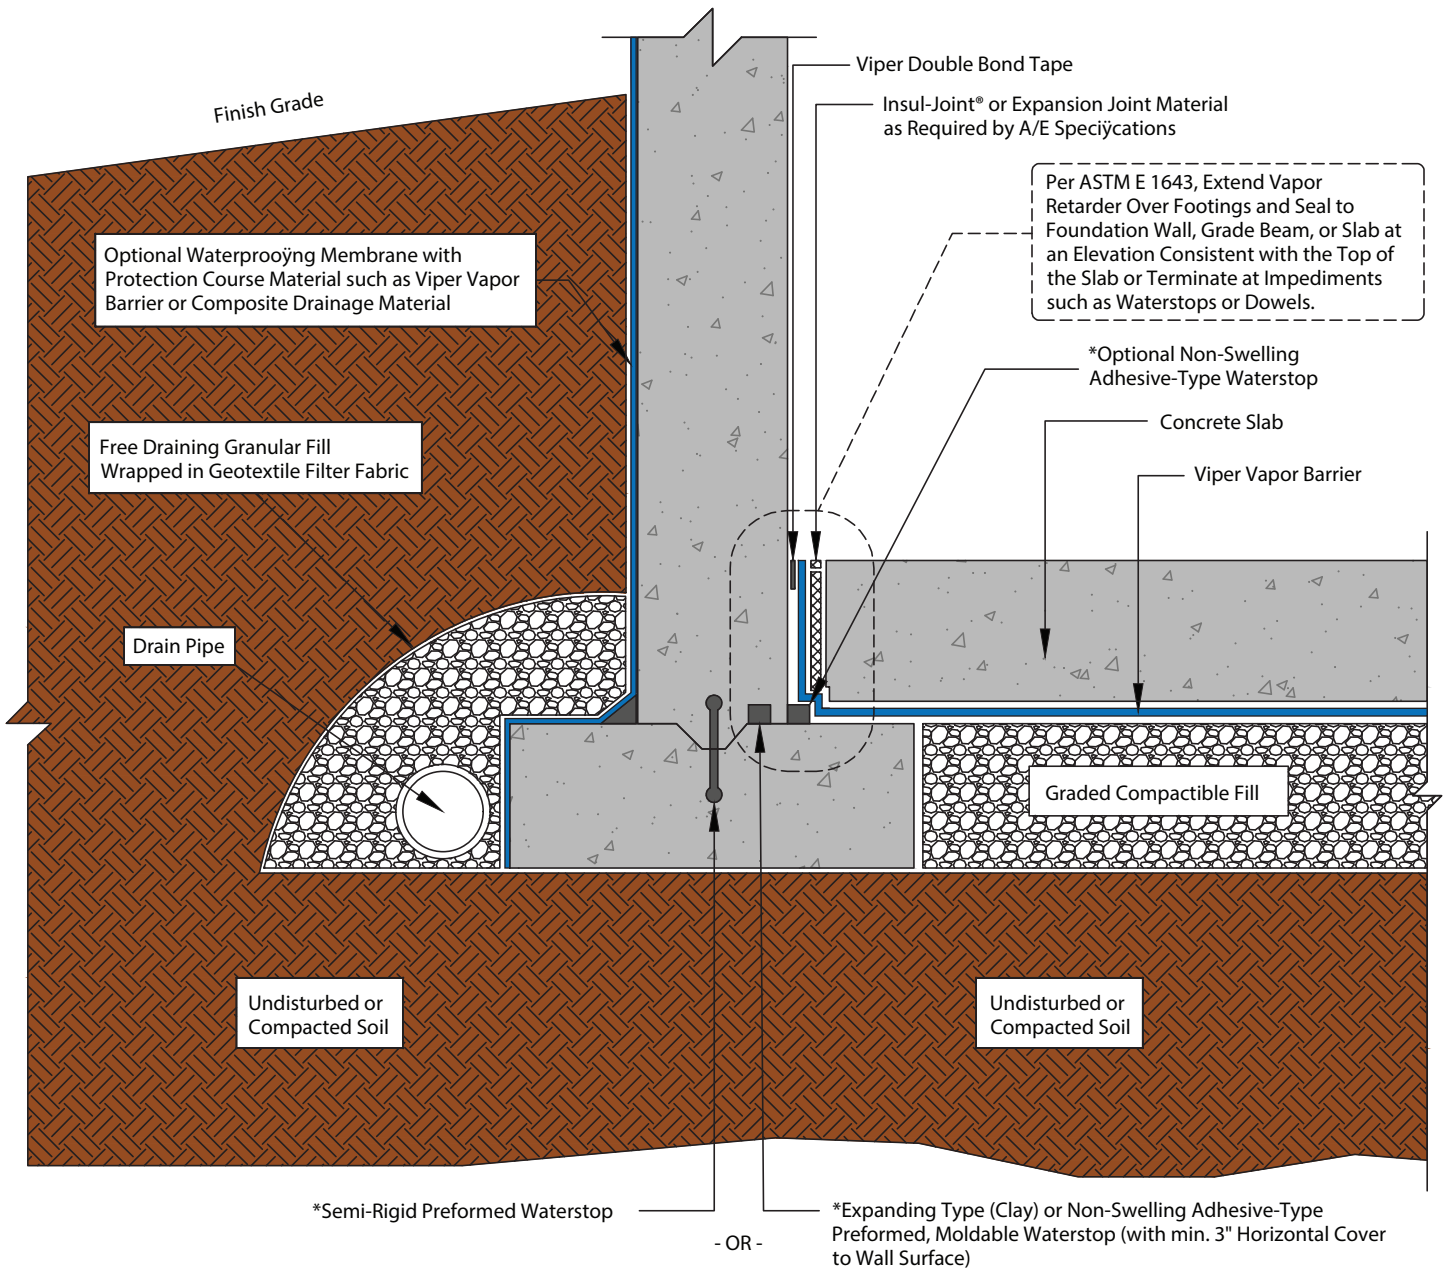 Viper Double Bond Tape
Finish Grade
Insul-Joint® or Expansion Joint Material
as Required by A/E Speciÿcations
Per ASTM E 1643, Extend Vapor
Retarder Over Footings and Seal to
Foundation Wall, Grade Beam, or Slab at
an Elevation Consistent with the Top of
the Slab or Terminate at Impediments
such as Waterstops or Dowels.
Optional Waterprooÿng Membrane with
Protection Course Material such as Viper Vapor
Barrier or Composite Drainage Material
*Optional Non-Swelling
Adhesive-Type Waterstop
Concrete Slab
Free Draining Granular Fill
Wrapped in Geotextile Filter Fabric
Viper Vapor Barrier
Drain Pipe
Graded Compactible Fill
Undisturbed or
Compacted Soil
Undisturbed or
Compacted Soil
*Semi-Rigid Preformed Waterstop
- OR -
*Expanding Type (Clay) or Non-Swelling Adhesive-Type
Preformed, Moldable Waterstop (with min. 3" Horizontal Cover
to Wall Surface)